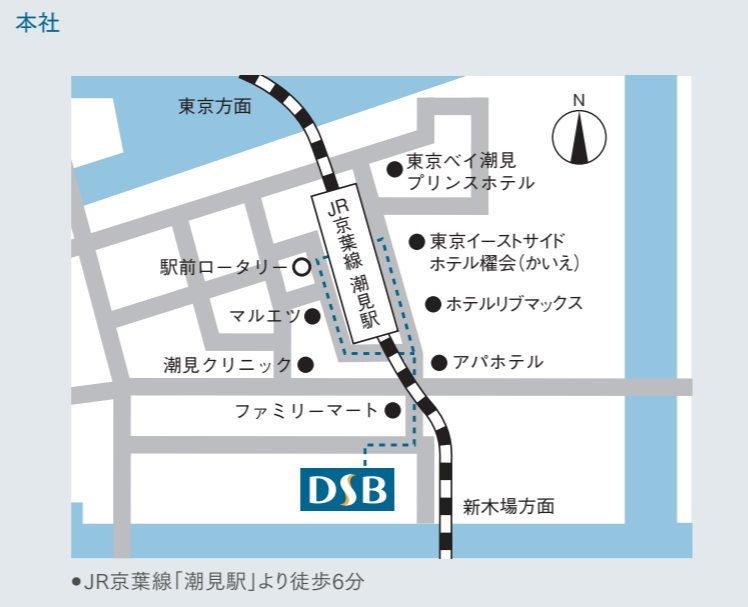 本社
東京方面
N
東京ベイ潮見
プリンスホテル
JR京葉線 潮見駅
東京イーストサイド
ホテル櫂会(かいえ)
駅前ロータリー
ホテルリブマックス
マルエツ
潮見クリニック
アパホテル
ファミリーマート
DSB
新木場方面
●JR京葉線「潮見駅」より徒歩6分